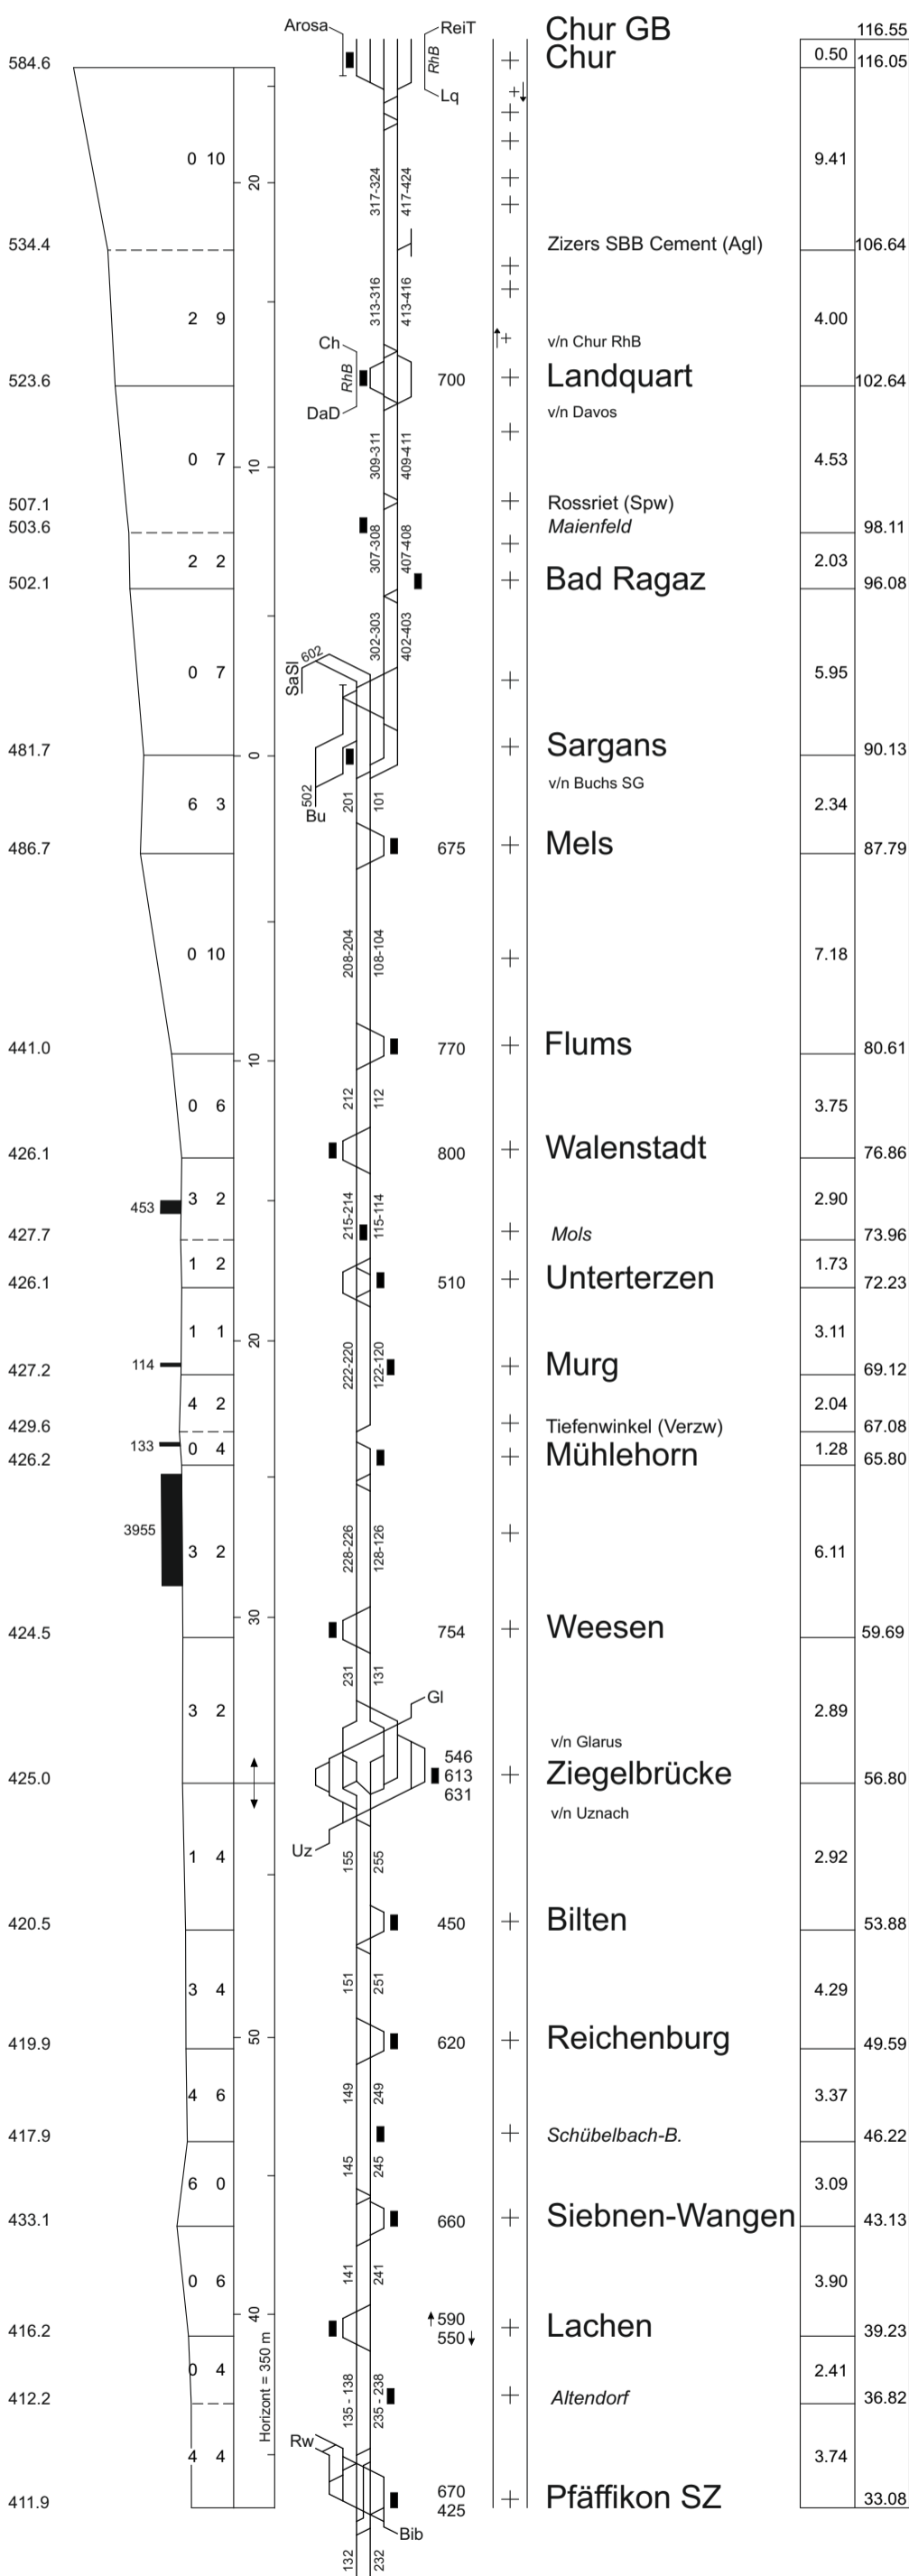 Arosa ReiT Chur GB 116.55
584.6 RhB Chur 0.50 116.05
Lq
0 10 317-324 417-424 9.41
20
534.4 Zizers SBB Cement (Agl) 106.64
2 9 313-316 413-416 4.00
Ch v/n Chur RhB
523.6 RhB 700 Landquart 102.64
DaD v/n Davos
0 7 10 309-311 409-411 4.53
507.1 Rossriet (Spw)
503.6 Maienfeld 98.11
2 2 307-308 407-408 2.03
502.1 Bad Ragaz 96.08
302-303 402-403
0 7 SaSl 602 5.95
481.7 0 Sargans 90.13
v/n Buchs SG
6 3 502 201 101 2.34
Bu
486.7 675 Mels 87.79
0 10 208-204 108-104 7.18
441.0 10 770 Flums 80.61
0 6 212 112 3.75
426.1 800 Walenstadt 76.86
453 3 2 215-214 115-114 2.90
427.7 Mols 73.96
1 2 1.73
426.1 510 Unterterzen 72.23
1 1 20 3.11
427.2 114 222-220 122-120 Murg 69.12
4 2 2.04
429.6 Tiefenwinkel (Verzw) 67.08
133 0 4 1.28
426.2 Mühlehorn 65.80
3955 3 2 228-226 128-126 6.11
424.5 30 754 Weesen 59.69
231 131
3 2 Gl 2.89
v/n Glarus
546
425.0 613 Ziegelbrücke 56.80
631
v/n Uznach
Uz
1 4 155 255 2.92
420.5 450 Bilten 53.88
3 4 151 251 4.29
419.9 50 620 Reichenburg 49.59
4 6 149 249 3.37
417.9 Schübelbach-B. 46.22
6 0 145 245 3.09
433.1 660 Siebnen-Wangen 43.13
0 6 141 241 3.90
40 590
416.2 Lachen 39.23
550
0 4 Horizont = 350 m 135 - 138 235 - 238 2.41
412.2 Altendorf 36.82
4 4 Rw 3.74
670
411.9 Pfäffikon SZ 33.08
425
Bib
132 232